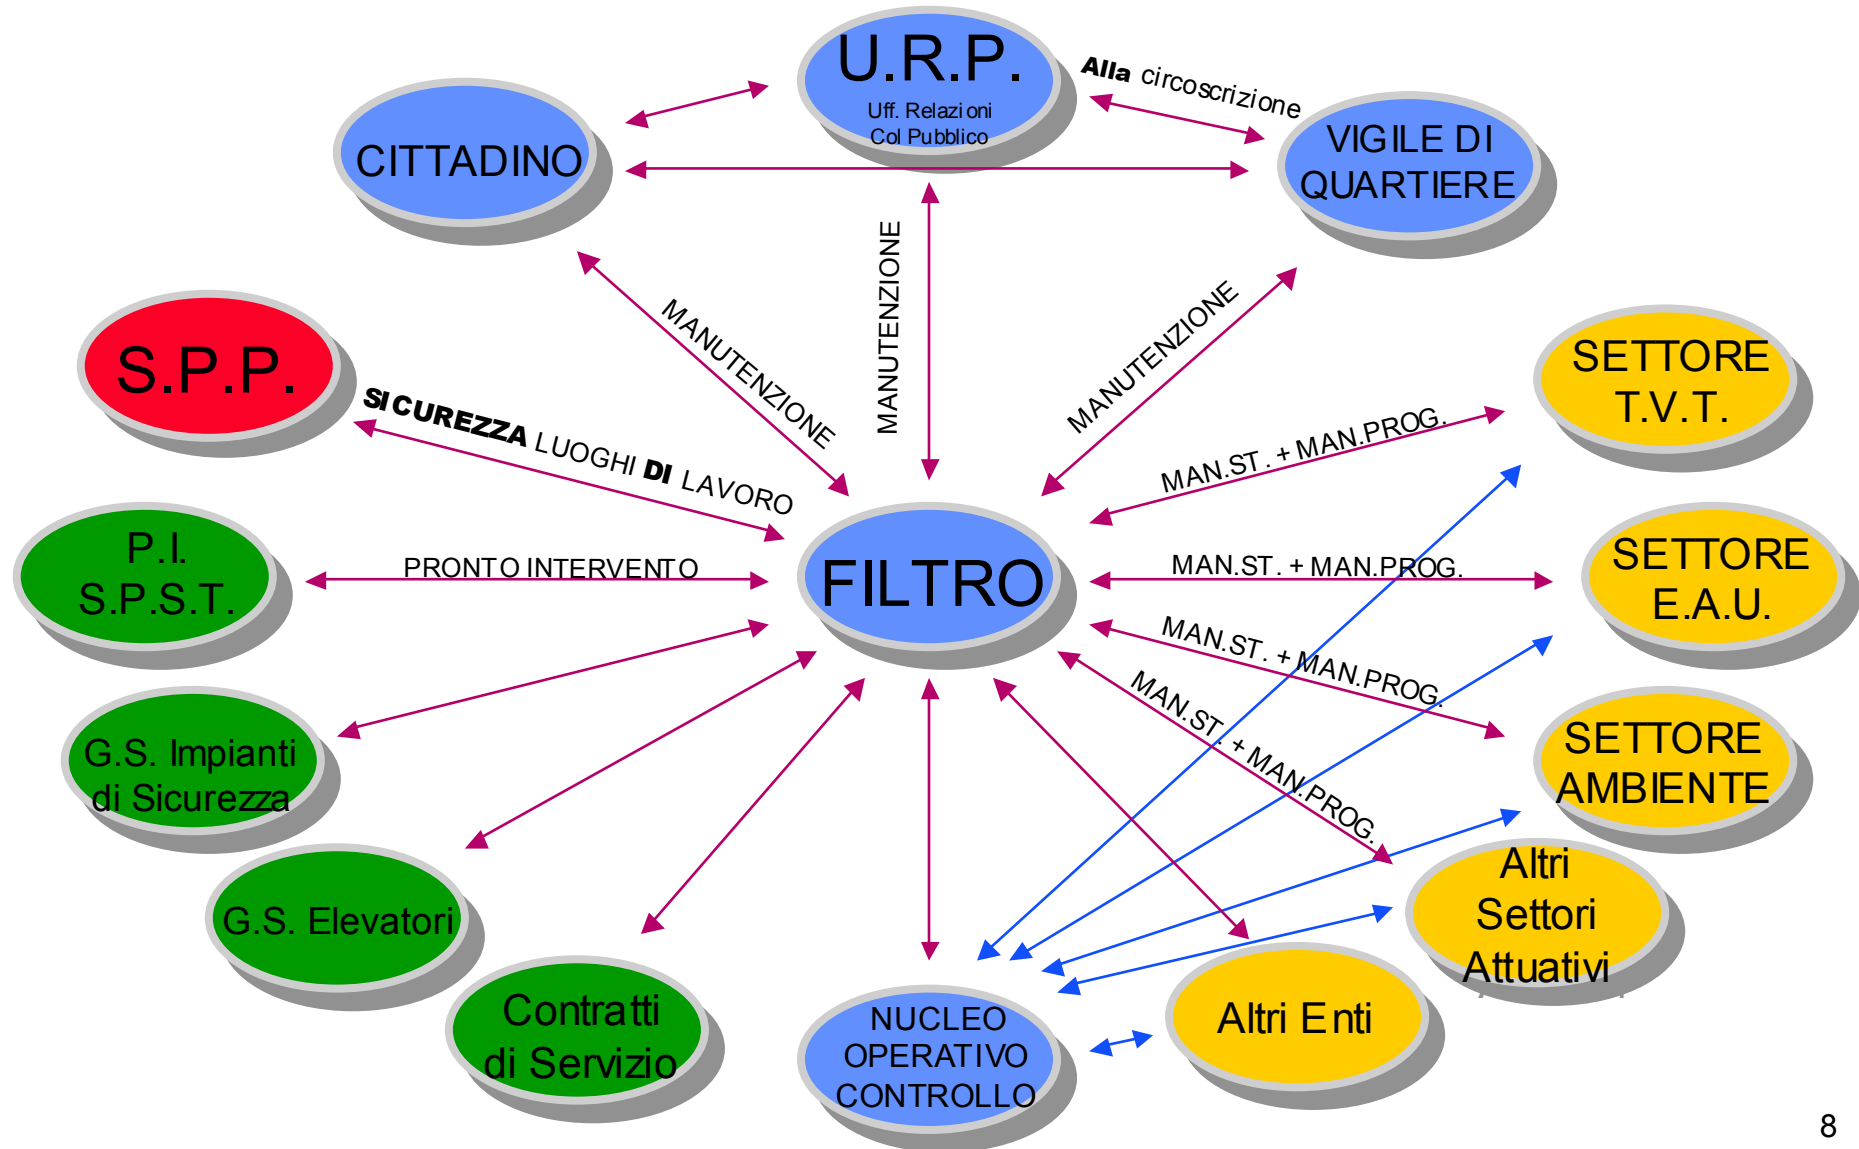 U.R.P.
Uff. Relazioni
Col Pubblico
Alla circoscrizione
CITTADINO
VIGILE DI
QUARTIERE
MANUTENZIONE
MANUTENZIONE
MANUTENZIONE
S.P.P.
SICUREZZA LUOGHI DI LAVORO
SETTORE
T.V.T.
MAN.ST. + MAN.PROG.
P.I.
S.P.S.T.
PRONTO INTERVENTO
FILTRO
MAN.ST. + MAN.PROG.
SETTORE
E.A.U.
MAN.ST. + MAN.PROG.
MAN.ST. + MAN.PROG.
G.S. Impianti
di Sicurezza
SETTORE
AMBIENTE
G.S. Elevatori
Altri
Settori
Attuativi
Contratti
di Servizio
NUCLEO
OPERATIVO
CONTROLLO
Altri Enti
8